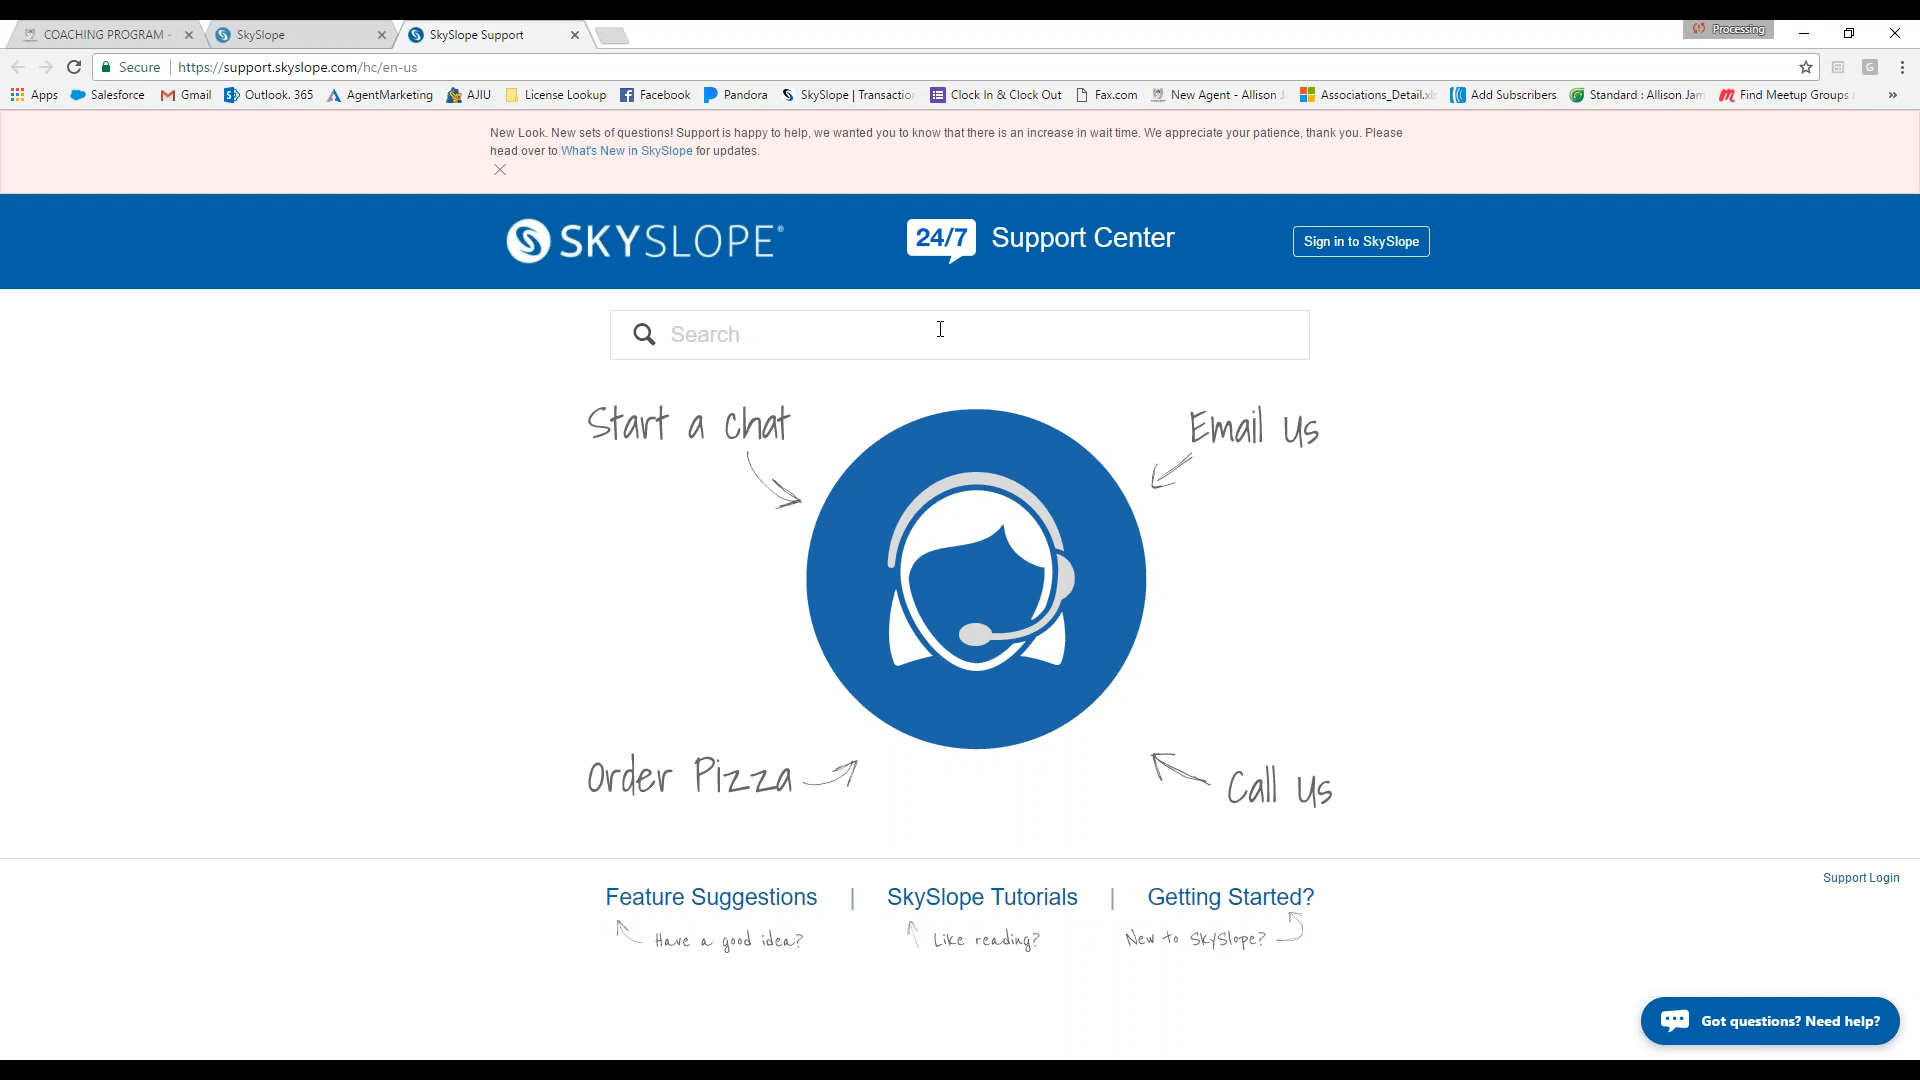 COACHING PROGRAM -
SkySlope
SkySlope Support
Processing
Secure
https://support.skyslope.com/hc/en-us
Apps
Salesforce
Gmail
Outlook. 365
AgentMarketing
AJIU
License Lookup
Facebook
Pandora
SkySlope | Transaction
Clock In & Clock Out
Fax.com
New Agent - Allison J
Associations_Detail.xls
Add Subscribers
Standard : Allison Jam
Find Meetup Groups
New Look. New sets of questions! Support is happy to help, we wanted you to know that there is an increase in wait time. We appreciate your patience, thank you. Please
head over to What's New in SkySlope for updates.
SKYSLOPE®
24/7 Support Center
Sign in to SkySlope
Search
Start a chat
Email Us
Order Pizza
Call Us
Support Login
Feature Suggestions | SkySlope Tutorials | Getting Started?
Have a good idea?
Like reading?
New to SkySlope?
Got questions? Need help?